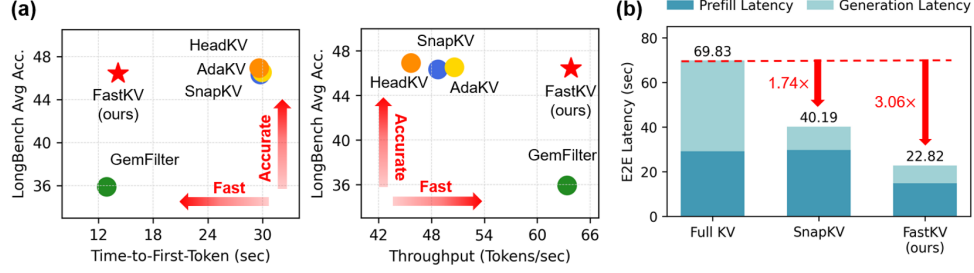 (a)
LongBench Avg Acc.
48
44
40
36
HeadKV
AdaKV
SnapKV
FastKV
(ours)
GemFilter
Accurate
Fast
12
18
24
30
Time-to-First-Token (sec)
LongBench Avg Acc.
48
44
40
36
SnapKV
HeadKV
AdaKV
FastKV
(ours)
GemFilter
Accurate
Fast
42
48
54
60
66
Throughput (Tokens/sec)
(b)
Prefill Latency
Generation Latency
E2E Latency (sec)
80
60
40
20
0
69.83
1.74×
40.19
3.06×
22.82
Full KV
SnapKV
FastKV
(ours)